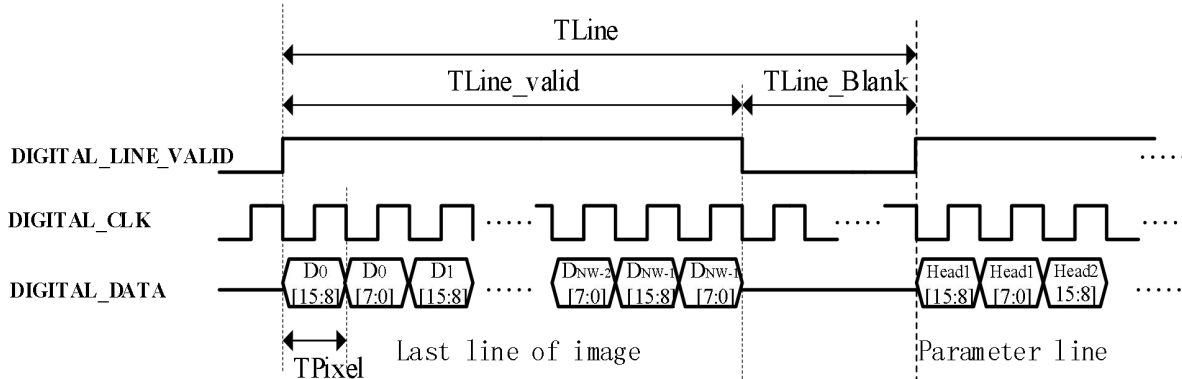 TLine
TLine_valid
TLine_Blank
DIGITAL_LINE_VALID
.....
DIGITAL_CLK
.....
.....
.....
DIGITAL_DATA
D0
[15:8]
D0
[7:0]
D1
[15:8]
.....
DNW-2
[7:0]
DNW-1
[15:8]
DNW-1
[7:0]
Head1
[15:8]
Head1
[7:0]
Head2
15:8]
.....
TPixel
Last line of image
Parameter line